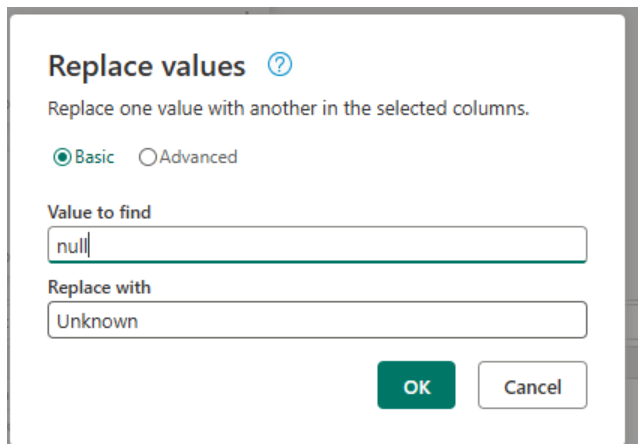 Replace values ?
Replace one value with another in the selected columns.
Basic Advanced
Value to find
null
Replace with
Unknown
OK Cancel